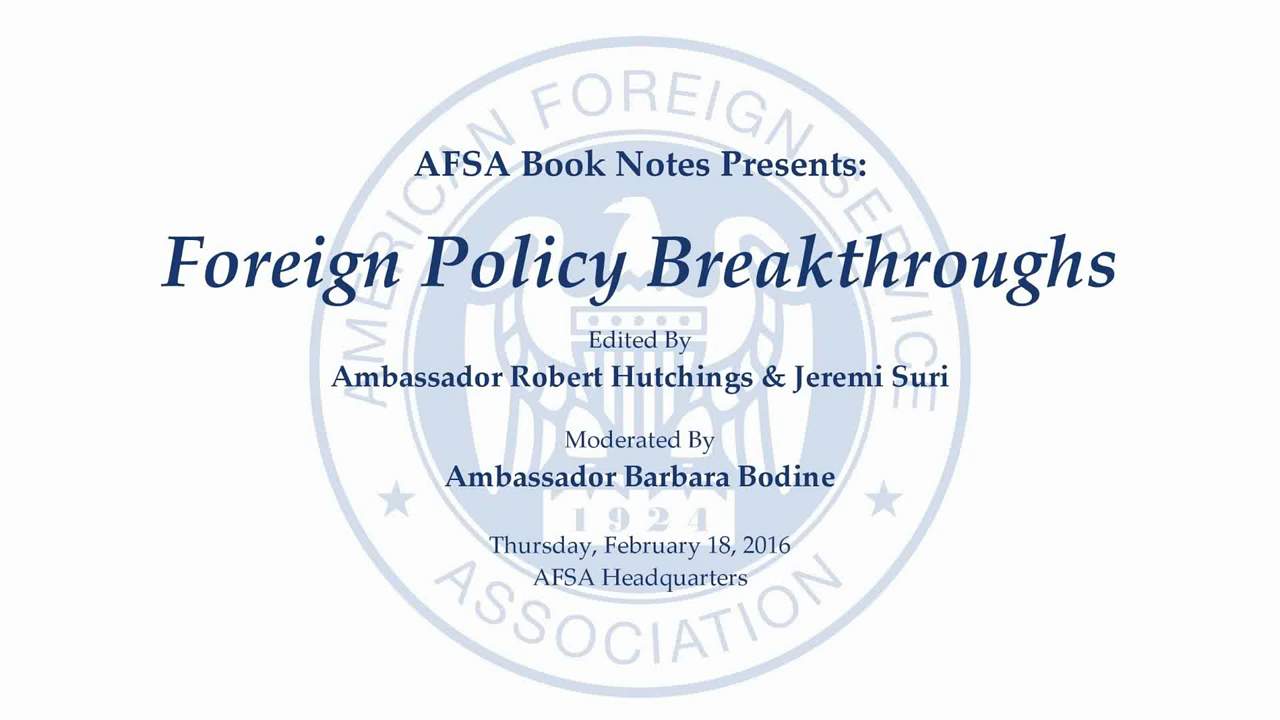 AFSA Book Notes Presents:
Foreign Policy Breakthroughs
Edited By
Ambassador Robert Hutchings & Jeremi Suri
Moderated By
Ambassador Barbara Bodine
Thursday, February 18, 2016
AFSA Headquarters
AMERICAN FOREIGN SERVICE
ASSOCIATION
1924